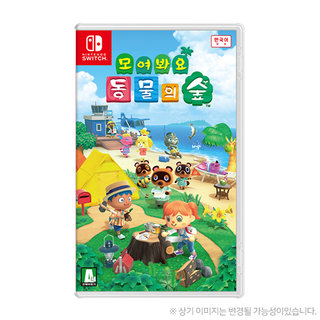 NINTENDO
SWITCH.
한국어
모여봐요
동물의 숲
※ 상기 이미지는 변경될 가능성이있습니다.